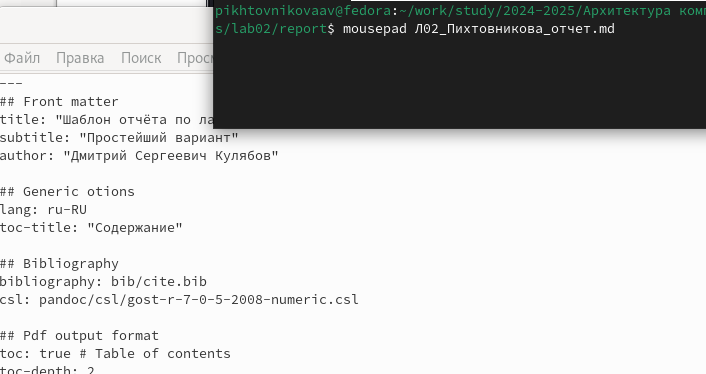 pikhtovnikovaav@fedora:~/work/study/2024-2025/Архитектура
s/lab02/report$ mousepad Л02_Пихтовникова_отчет.md
Файл Правка Поиск
---
## Front matter
title: "Шаблон отчёта по
subtitle: "Простейший вариант"
author: "Дмитрий Сергеевич Кулябов"
## Generic otions
lang: ru-RU
toc-title: "Содержание"
## Bibliography
bibliography: bib/cite.bib
csl: pandoc/csl/gost-r-7-0-5-2008-numeric.csl
## Pdf output format
toc: true # Table of contents
toc-depth: 2